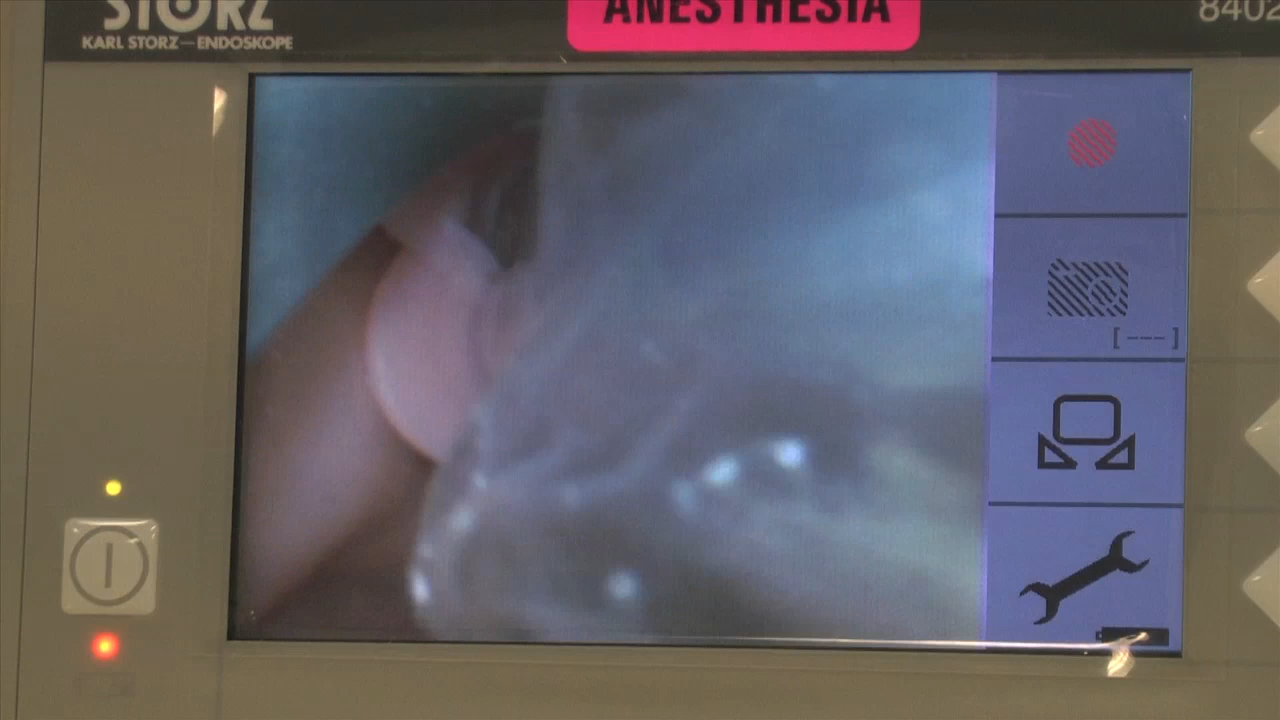 STORZ
KARL STORZ—ENDOSKOPE
ANESTHESIA
8402
[---]